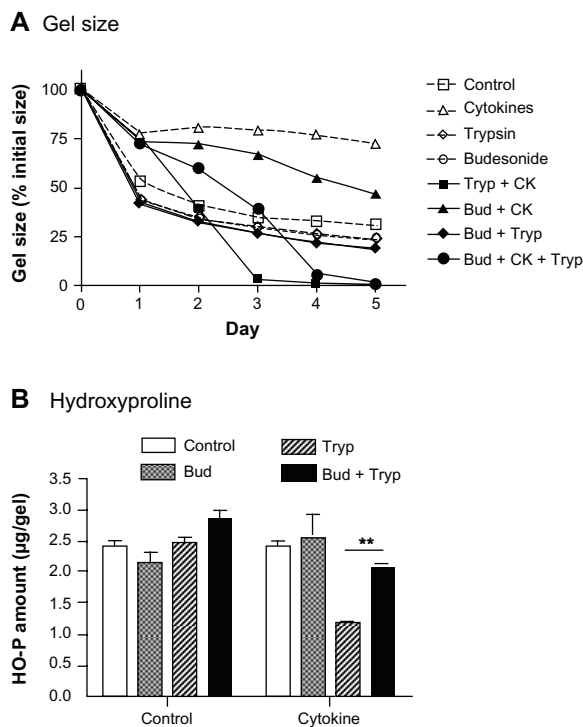 A Gel size
100
75
50
25
0
Gel size (% initial size)
0 1 2 3 4 5
Day
Control
Cytokines
Trypsin
Budesonide
Tryp + CK
Bud + CK
Bud + Tryp
Bud + CK + Tryp
B Hydroxyproline
Control
Bud
Tryp
Bud + Tryp
3.5
3.0
2.5
2.0
1.5
1.0
0.5
0.0
HO-P amount (µg/gel)
**
Control Cytokine